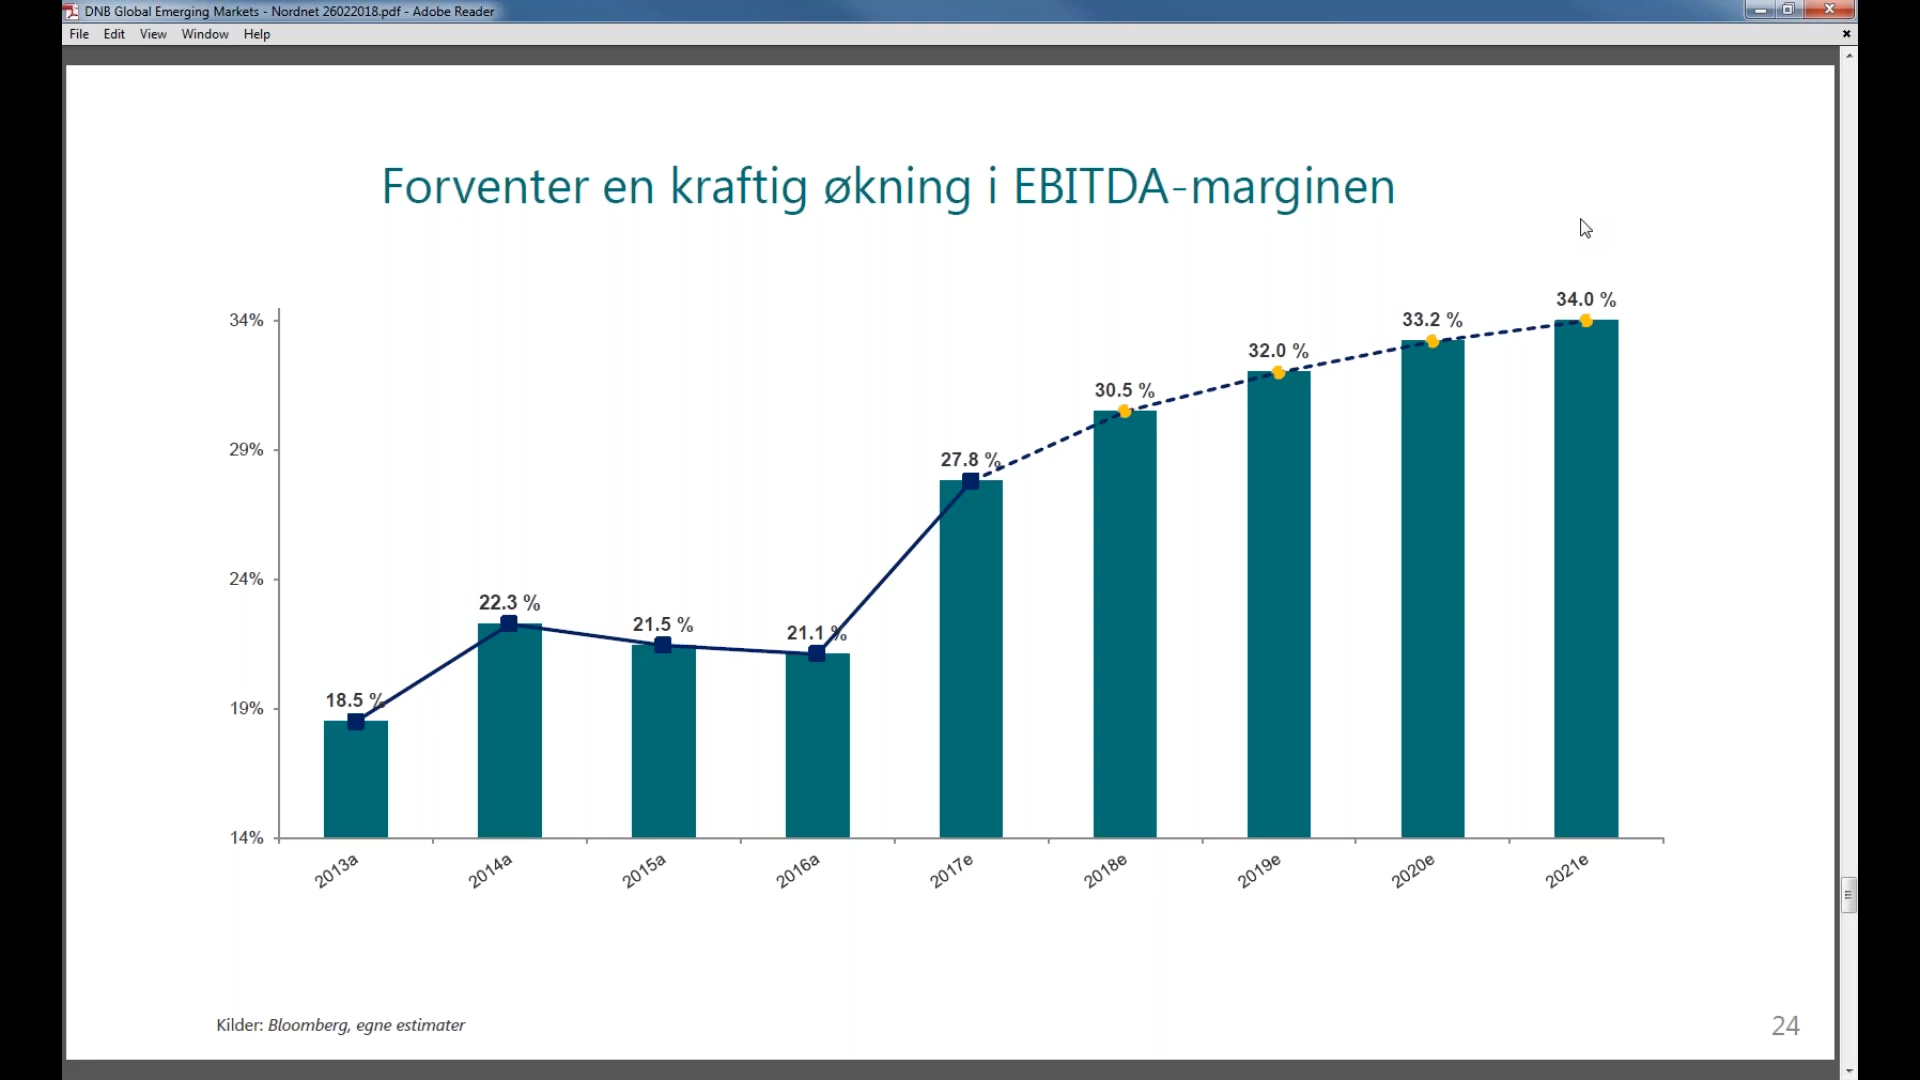 DNB Global Emerging Markets - Nordnet 26022018.pdf - Adobe Reader
File Edit View Window Help
Forventer en kraftig økning i EBITDA-marginen
34%
29%
24%
19%
14%
18.5 %
22.3 %
21.5 %
21.1 %
27.8 %
30.5 %
32.0 %
33.2 %
34.0 %
2013a
2014a
2015a
2016a
2017e
2018e
2019e
2020e
2021e
Kilder: Bloomberg, egne estimater
24